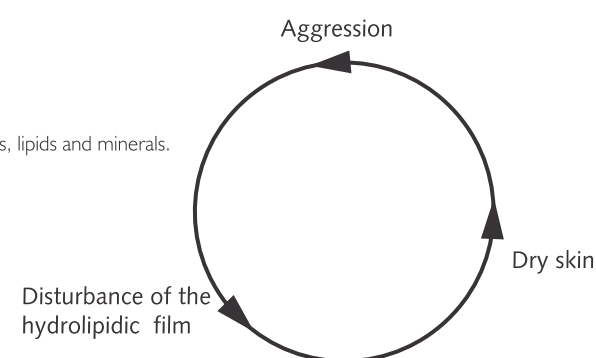 Aggression
s, lipids and minerals.
Dry skin
Disturbance of the
hydrolipidic film